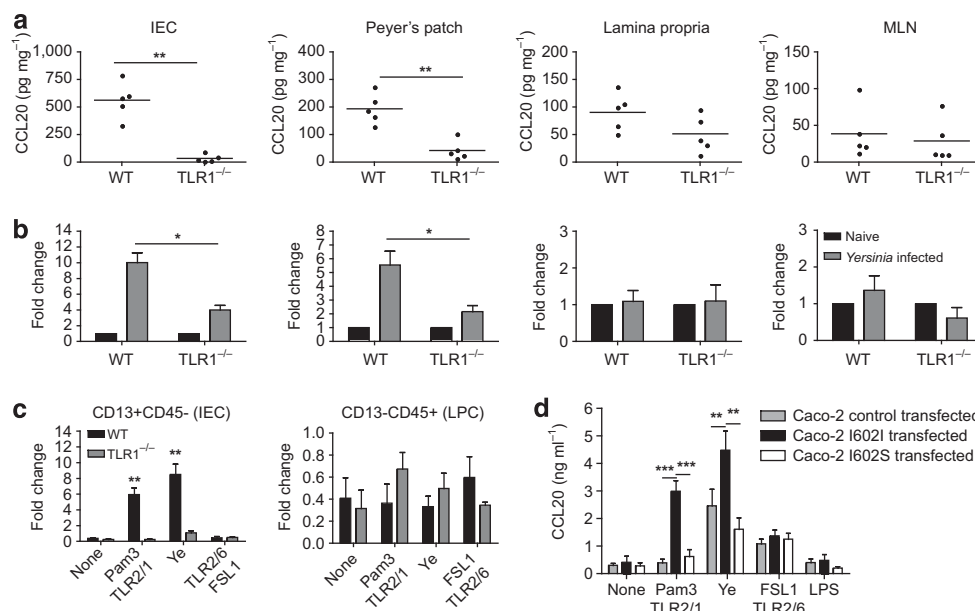 a
IEC
CCL20 (pg mg⁻¹)
1,000
750
500
250
0
**
WT
TLR1⁻/⁻
Peyer's patch
CCL20 (pg mg⁻¹)
400
300
200
100
0
**
WT
TLR1⁻/⁻
Lamina propria
CCL20 (pg mg⁻¹)
200
150
100
50
0
WT
TLR1⁻/⁻
MLN
CCL20 (pg mg⁻¹)
150
100
50
0
WT
TLR1⁻/⁻
b
Fold change
14
12
10
8
6
4
2
0
*
WT
TLR1⁻/⁻
Fold change
8
7
6
5
4
3
2
1
0
*
WT
TLR1⁻/⁻
Fold change
3
2
1
0
WT
TLR1⁻/⁻
Fold change
3
2
1
0
Naive
Yersinia infected
WT
TLR1⁻/⁻
c
CD13+CD45- (IEC)
Fold change
14
12
10
8
6
4
2
0
WT
TLR1⁻/⁻
**
**
None
Pam3
TLR2/1
Ye
TLR2/6
FSL1
CD13-CD45+ (LPC)
Fold change
1.0
0.8
0.6
0.4
0.2
0.0
None
Pam3
TLR2/1
Ye
FSL1
TLR2/6
d
CCL20 (ng ml⁻¹)
6
5
4
3
2
1
0
*** ***
** **
Caco-2 control transfected
Caco-2 I602I transfected
Caco-2 I602S transfected
None
Pam3
TLR2/1
Ye
FSL1
TLR2/6
LPS